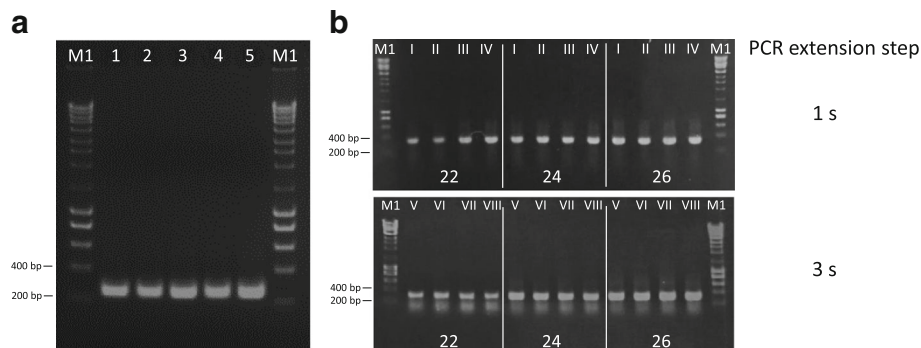 a
M1 1 2 3 4 5 M1
400 bp
200 bp
b
M1 I II III IV I II III IV I II III IV M1
PCR extension step
1 s
400 bp
200 bp
22 24 26
M1 V VI VII VIII V VI VII VIII V VI VII VIII M1
3 s
400 bp
200 bp
22 24 26